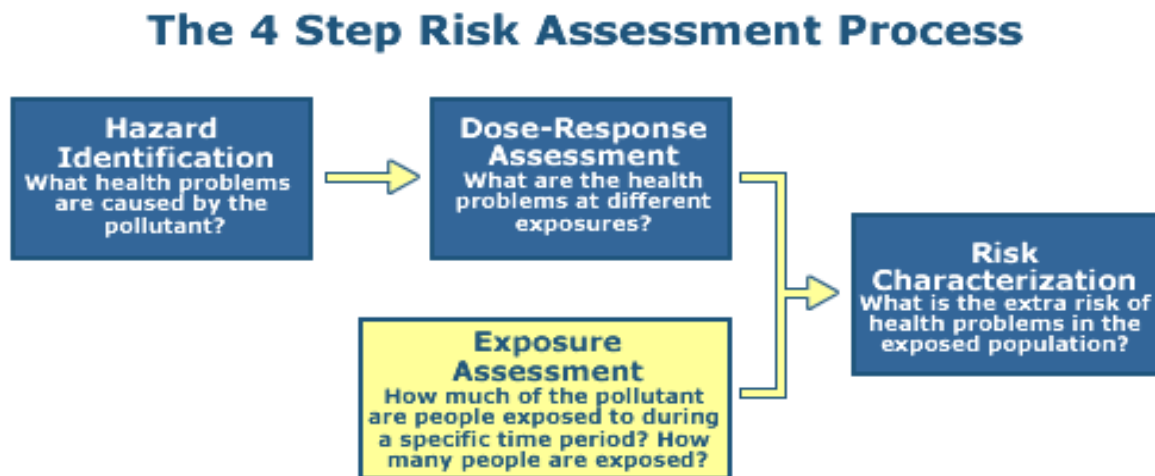 The 4 Step Risk Assessment Process
Hazard
Identification
What health problems
are caused by the
pollutant?
Dose-Response
Assessment
What are the health
problems at different
exposures?
Exposure
Assessment
How much of the pollutant
are people exposed to during
a specific time period? How
many people are exposed?
Risk
Characterization
What is the extra risk of
health problems in the
exposed population?